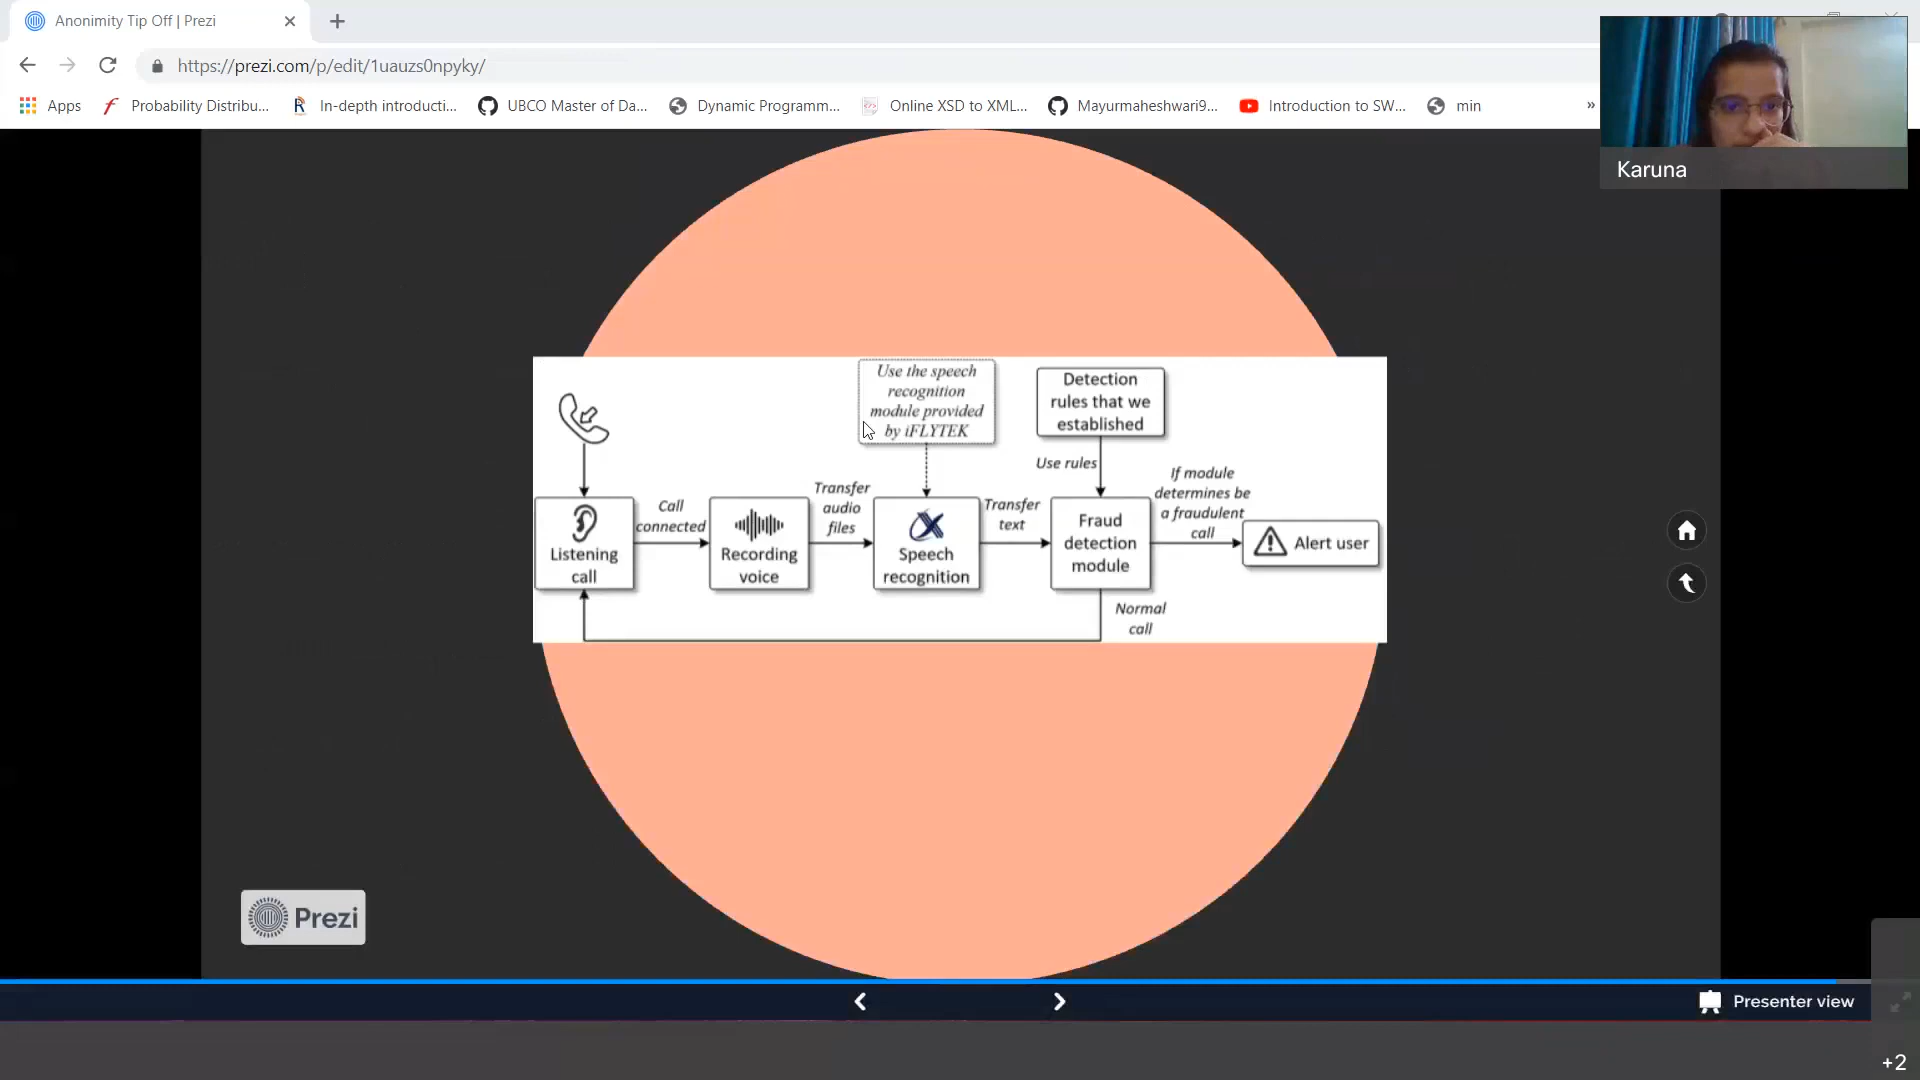 Anonimity Tip Off | Prezi
https://prezi.com/p/edit/1uauzs0npyky/
Apps
Probability Distribu...
In-depth introducti...
UBCO Master of Da...
Dynamic Programm...
Online XSD to XML...
Mayurmaheshwari9...
Introduction to SW...
min
»
Karuna
Use the speech
recognition
module provided
by iFLYTEK
Detection
rules that we
established
Use rules
If module
determines be
a fraudulent
call
Call
connected
Transfer
audio
files
Transfer
text
Listening
call
Recording
voice
Speech
recognition
Fraud
detection
module
Alert user
Normal
call
Prezi
Presenter view
+2